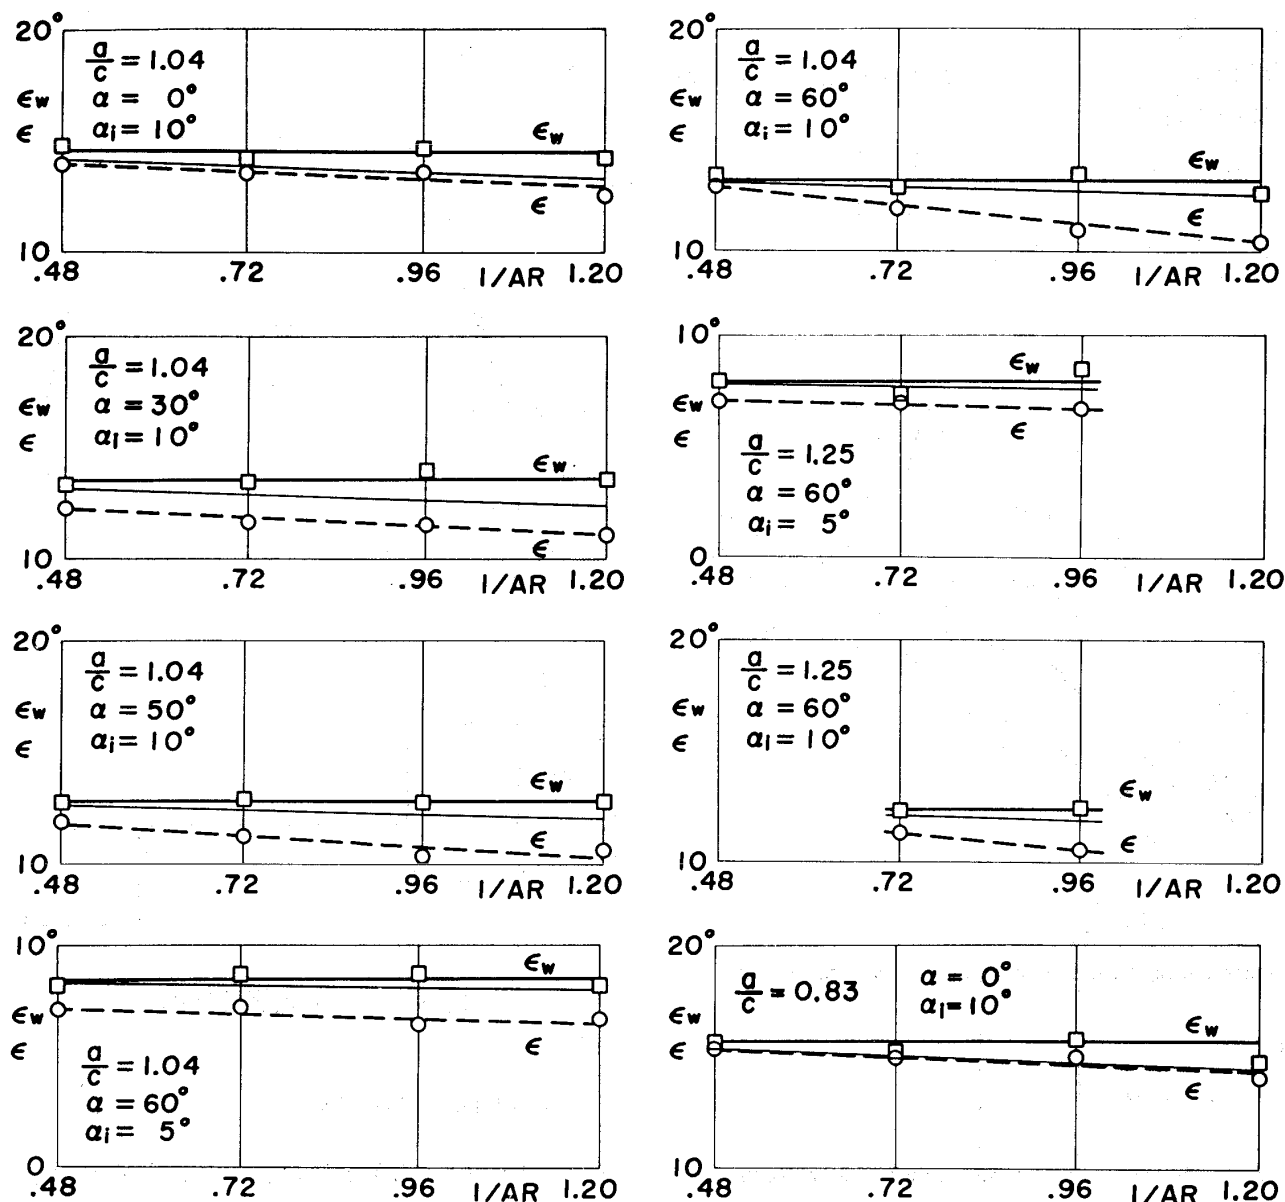 20°
a/c = 1.04
α = 0°
αi = 10°
ϵw
ϵ
ϵw
ϵ
10
.48 .72 .96 1/AR 1.20
20°
a/c = 1.04
α = 60°
αi = 10°
ϵw
ϵ
ϵw
ϵ
10
.48 .72 .96 1/AR 1.20
20°
a/c = 1.04
α = 30°
αi = 10°
ϵw
ϵ
ϵw
ϵ
10
.48 .72 .96 1/AR 1.20
10°
ϵw
ϵw
ϵ
ϵ
a/c = 1.25
α = 60°
αi = 5°
0
.48 .72 .96 1/AR 1.20
20°
a/c = 1.04
α = 50°
αi = 10°
ϵw
ϵ
ϵw
ϵ
10
.48 .72 .96 1/AR 1.20
20°
a/c = 1.25
α = 60°
αi = 10°
ϵw
ϵ
ϵw
ϵ
10
.48 .72 .96 1/AR 1.20
10°
ϵw
ϵw
ϵ
ϵ
a/c = 1.04
α = 60°
αi = 5°
0
.48 .72 .96 1/AR 1.20
20°
a/c = 0.83 α = 0°
αi = 10°
ϵw
ϵ
ϵw
ϵ
10
.48 .72 .96 1/AR 1.20